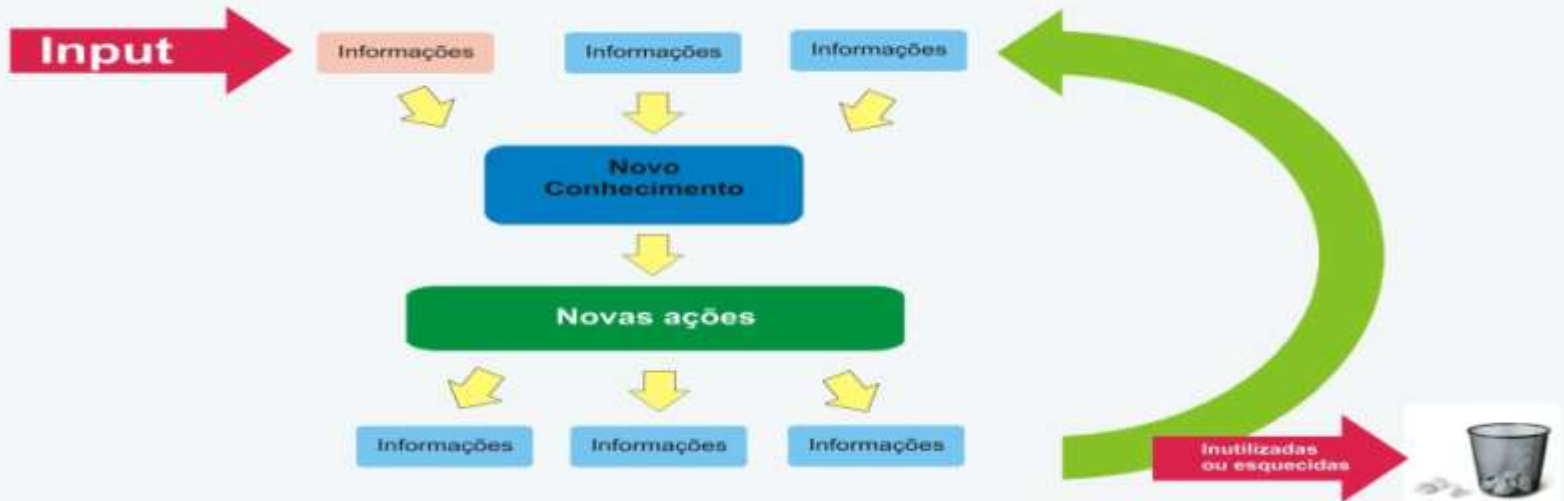 Input
Informações
Informações
Informações
Novo
Conhecimento
Novas ações
Informações
Informações
Informações
Inutilizadas
ou esquecidas